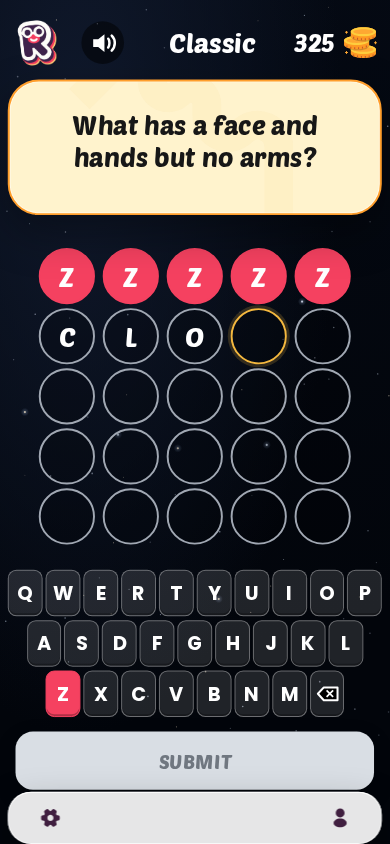 Classic
325
What has a face and
hands but no arms?
Z Z Z Z Z
C L O
Q W E R T Y U I O P
A S D F G H J K L
Z X C V B N M
SUBMIT